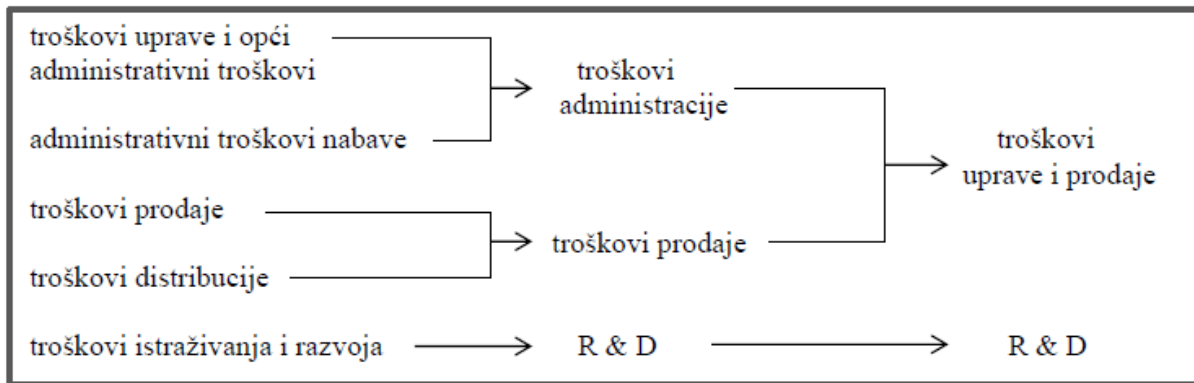 troškovi uprave i opći
administrativni troškovi
administrativni troškovi nabave
troškovi prodaje
troškovi distribucije
troškovi istraživanja i razvoja
troškovi
administracije
troškovi prodaje
R & D
troškovi
uprave i prodaje
R & D